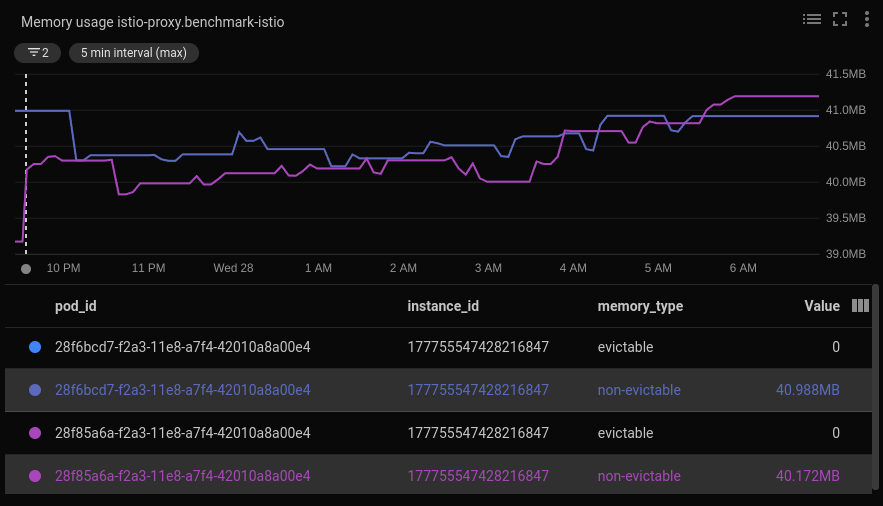 Memory usage istio-proxy.benchmark-istio
2 5 min interval (max)
41.5MB
41.0MB
40.5MB
40.0MB
39.5MB
39.0MB
10 PM 11 PM Wed 28 1 AM 2 AM 3 AM 4 AM 5 AM 6 AM
pod_id instance_id memory_type Value
28f6bcd7-f2a3-11e8-a7f4-42010a8a00e4 177755547428216847 evictable 0
28f6bcd7-f2a3-11e8-a7f4-42010a8a00e4 177755547428216847 non-evictable 40.988MB
28f85a6a-f2a3-11e8-a7f4-42010a8a00e4 177755547428216847 evictable 0
28f85a6a-f2a3-11e8-a7f4-42010a8a00e4 177755547428216847 non-evictable 40.172MB